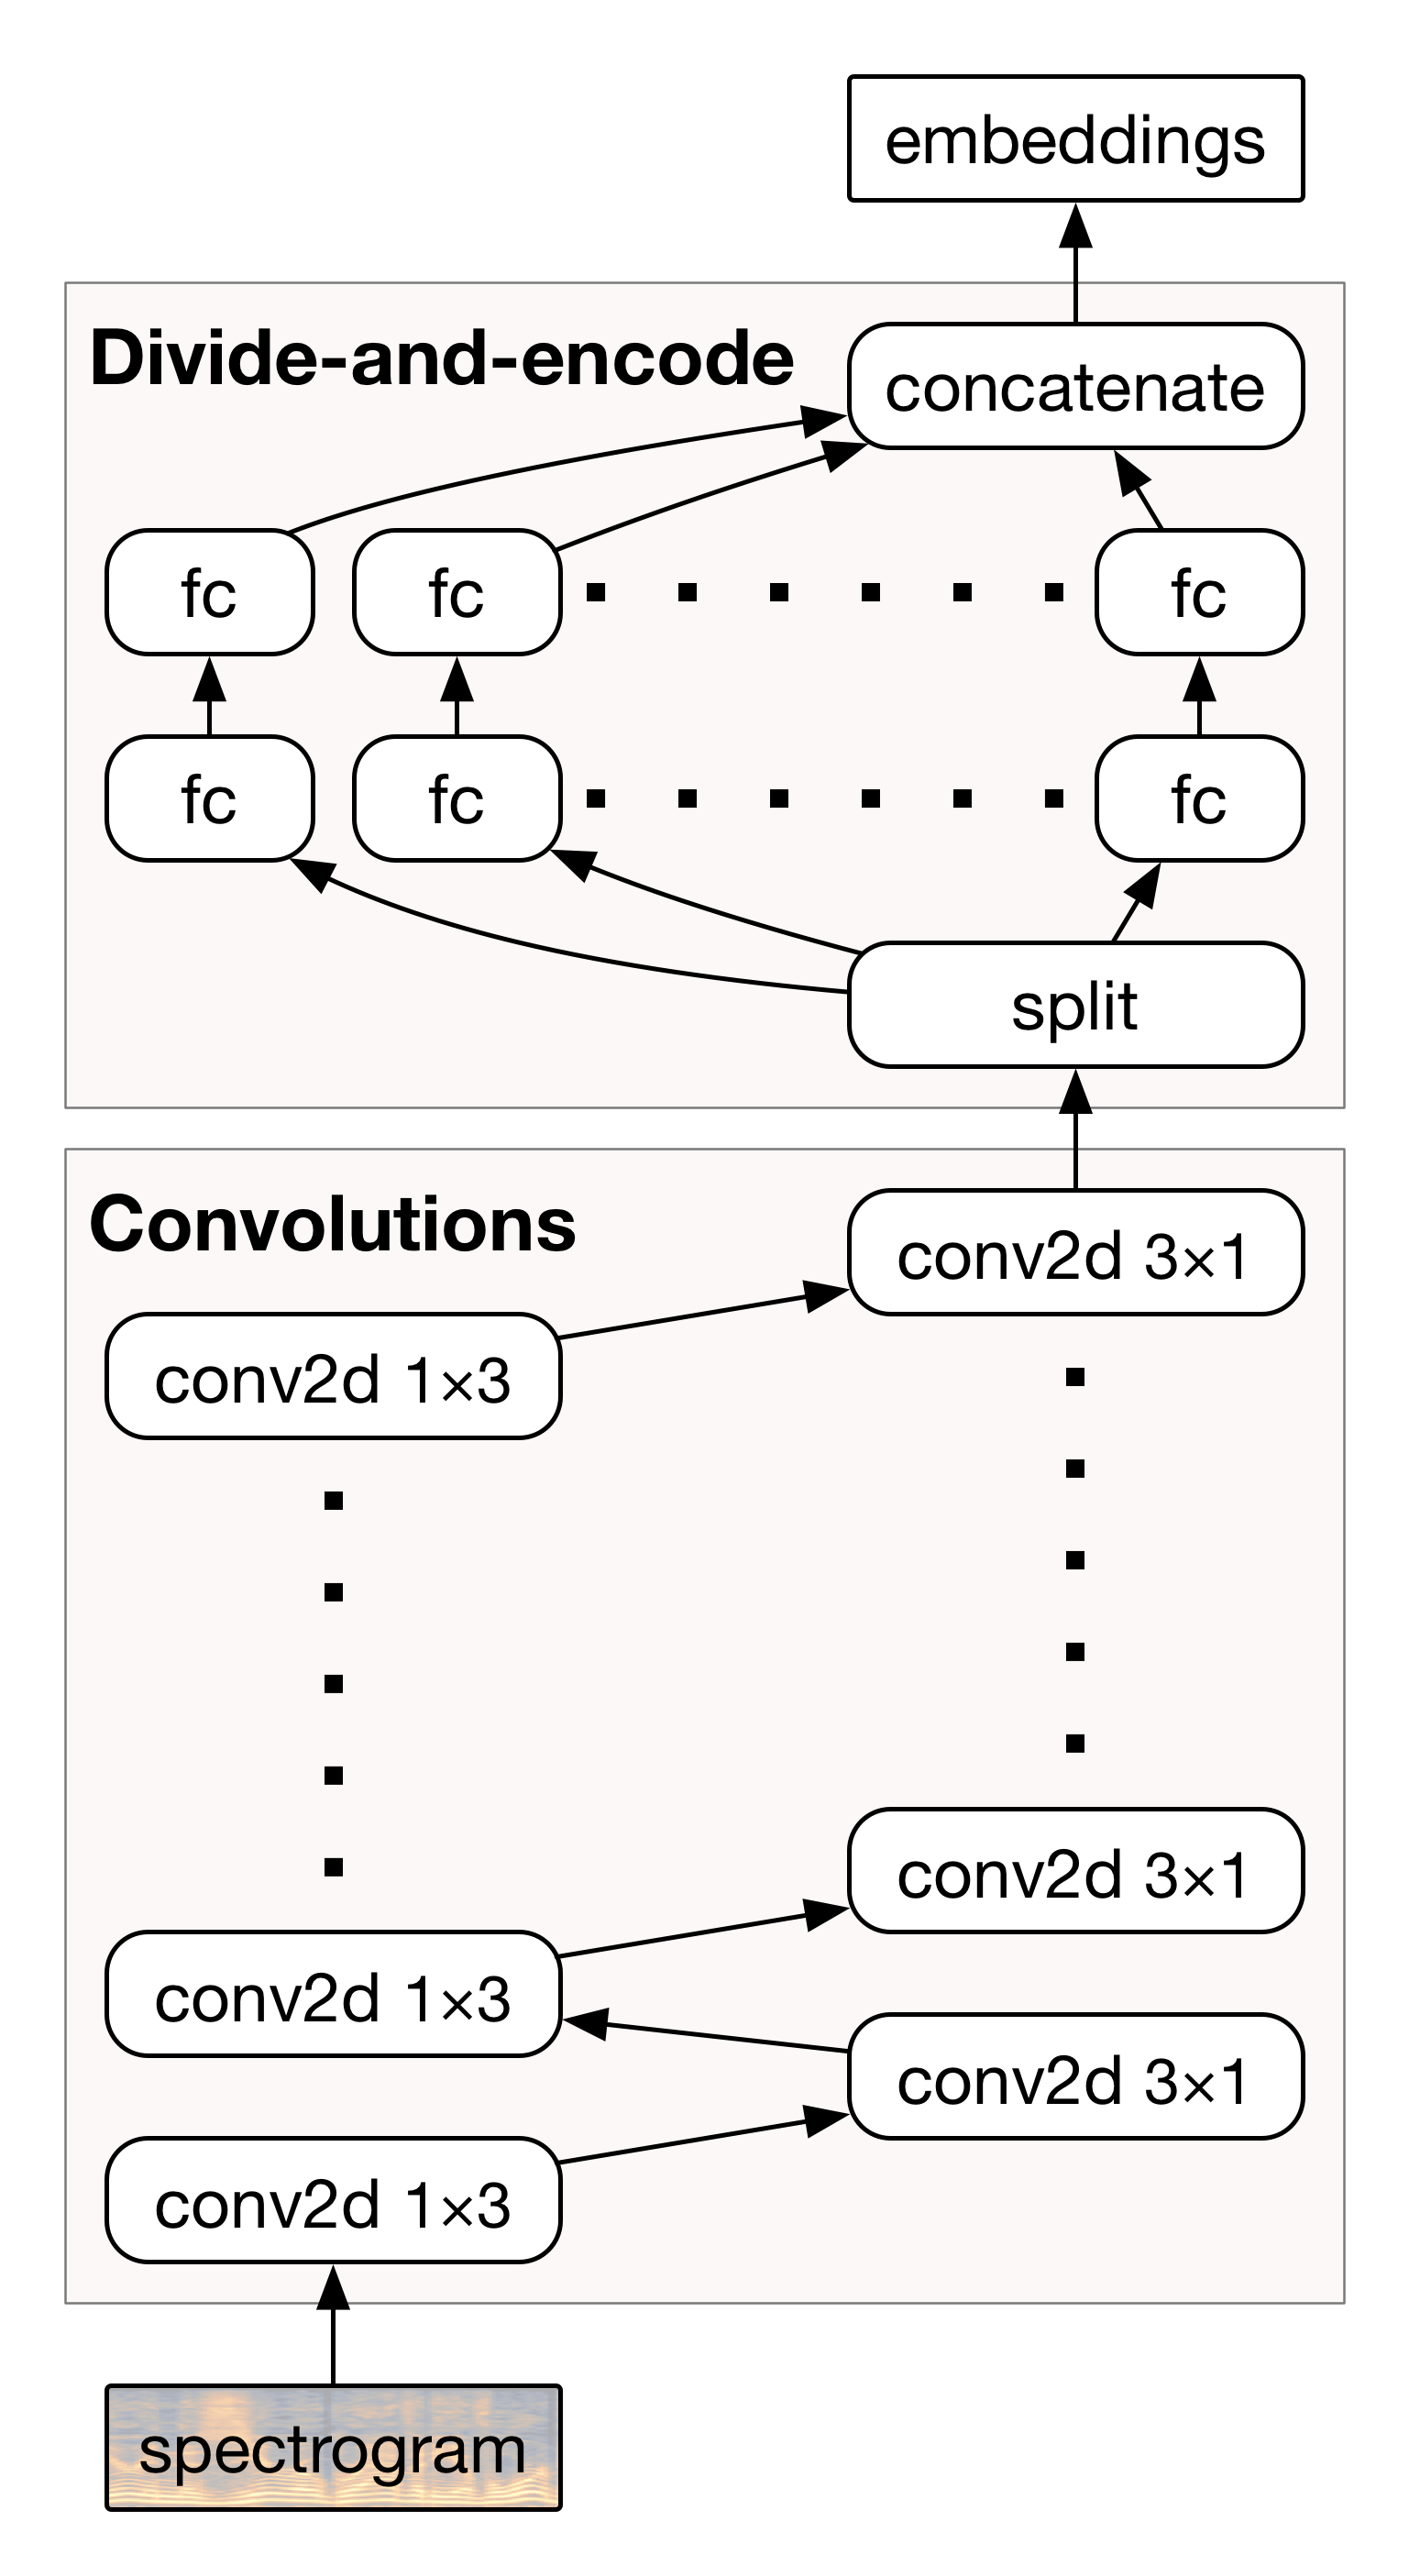 embeddings
Divide-and-encode
concatenate
fc
fc
fc
fc
fc
fc
split
Convolutions
conv2d 3×1
conv2d 1×3
conv2d 3×1
conv2d 1×3
conv2d 3×1
conv2d 1×3
spectrogram